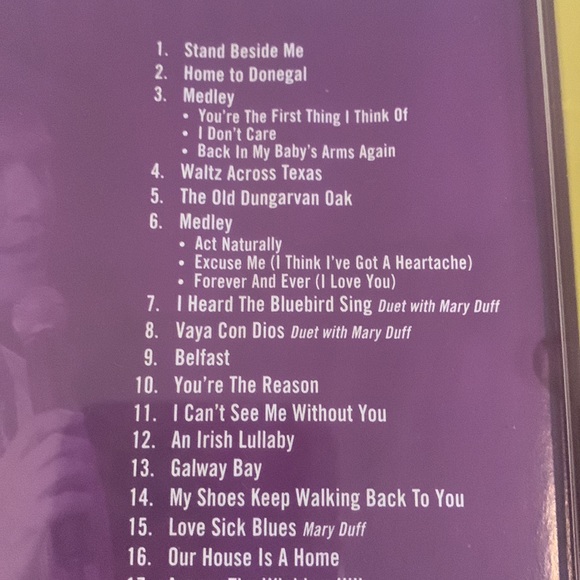 1. Stand Beside Me
2. Home to Donegal
3. Medley
• You're The First Thing I Think Of
• I Don't Care
• Back In My Baby's Arms Again
4. Waltz Across Texas
5. The Old Dungarvan Oak
6. Medley
• Act Naturally
• Excuse Me (I Think I've Got A Heartache)
• Forever And Ever (I Love You)
7. I Heard The Bluebird Sing Duet with Mary Duff
8. Vaya Con Dios Duet with Mary Duff
9. Belfast
10. You're The Reason
11. I Can't See Me Without You
12. An Irish Lullaby
13. Galway Bay
14. My Shoes Keep Walking Back To You
15. Love Sick Blues Mary Duff
16. Our House Is A Home